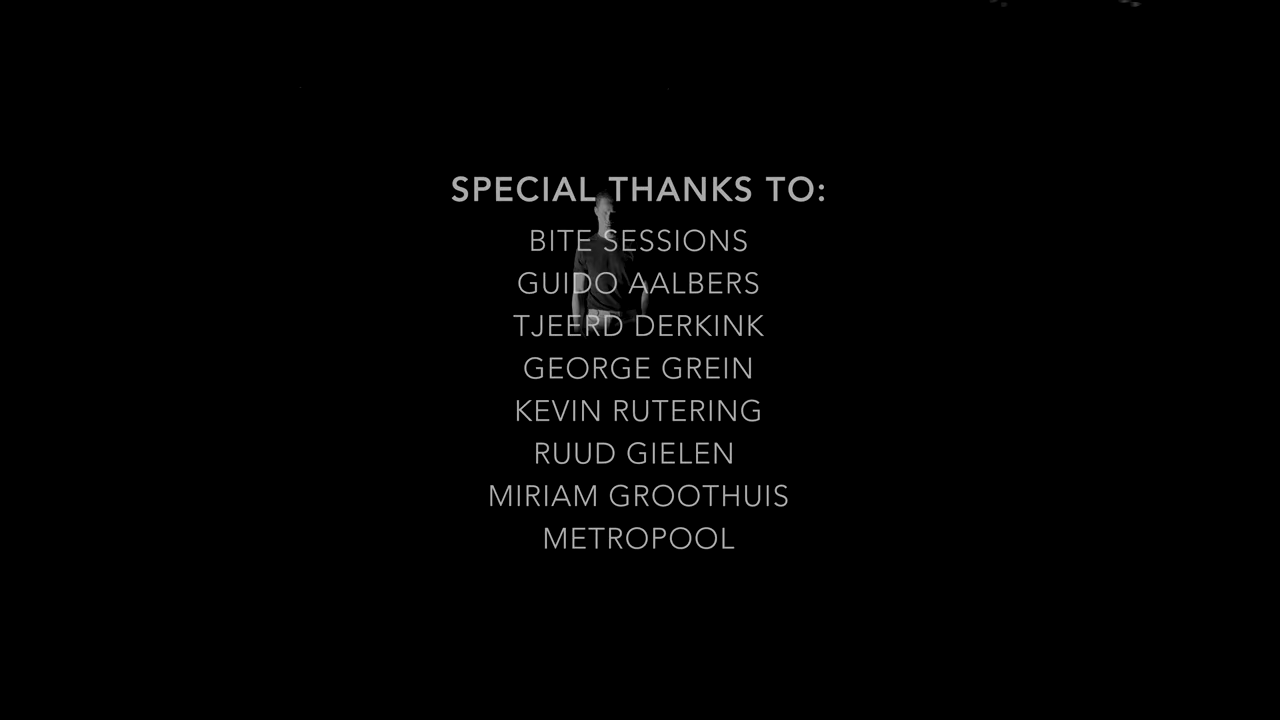 SPECIAL THANKS TO:
BITE SESSIONS
GUIDO AALBERS
TJEERD DERKINK
GEORGE GREIN
KEVIN RUTERING
RUUD GIELEN
MIRIAM GROOTHUIS
METROPOOL